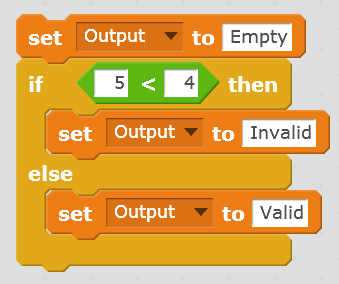 set Output to Empty
if 5 < 4 then
set Output to Invalid
else
set Output to Valid